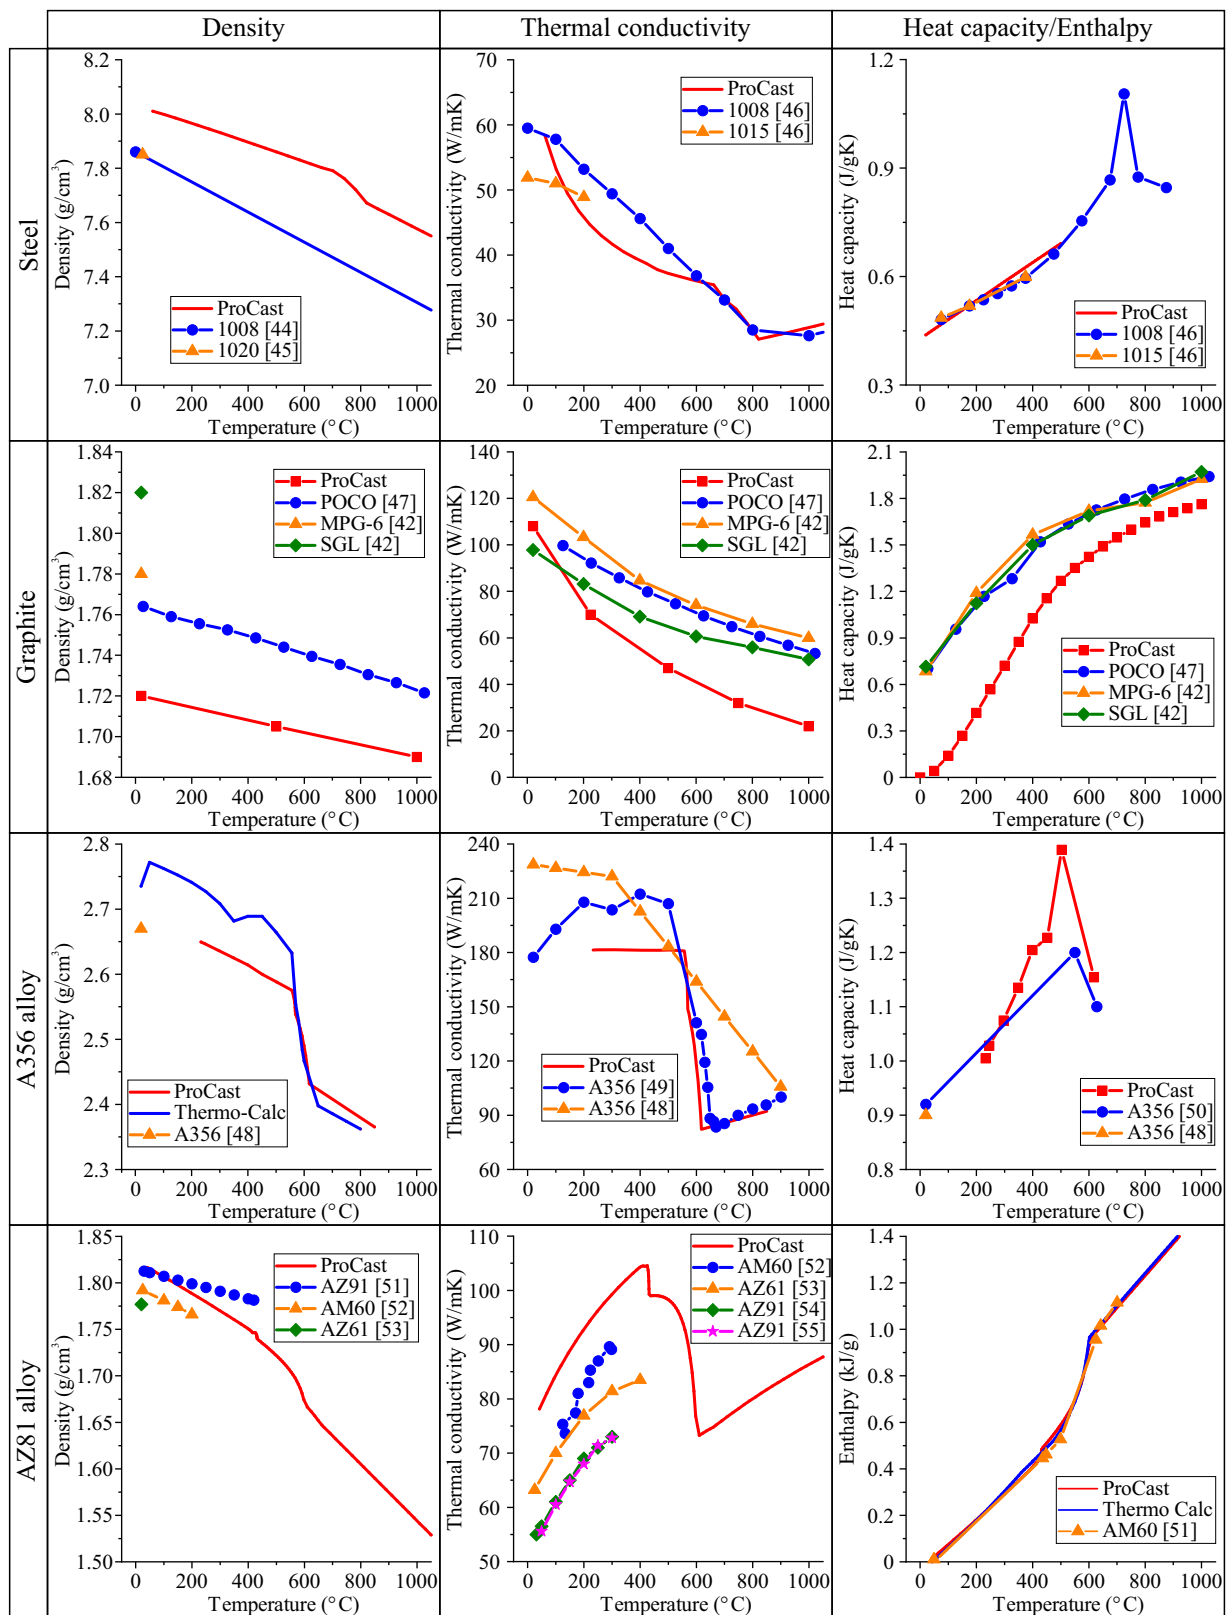 Density
Thermal conductivity
Heat capacity/Enthalpy
Steel
8.2
8.0
7.8
7.6
7.4
7.2
7.0
Density (g/cm³)
ProCast
1008 [44]
1020 [45]
0 200 400 600 800 1000
Temperature (°C)
70
60
50
40
30
20
Thermal conductivity (W/mK)
ProCast
1008 [46]
1015 [46]
0 200 400 600 800 1000
Temperature (°C)
1.2
0.9
0.6
0.3
Heat capacity (J/gK)
ProCast
1008 [46]
1015 [46]
0 200 400 600 800 1000
Temperature (°C)
Graphite
1.84
1.82
1.80
1.78
1.76
1.74
1.72
1.70
1.68
Density (g/cm³)
ProCast
POCO [47]
MPG-6 [42]
SGL [42]
0 200 400 600 800 1000
Temperature (°C)
140
120
100
80
60
40
20
0
Thermal conductivity (W/mK)
ProCast
POCO [47]
MPG-6 [42]
SGL [42]
0 200 400 600 800 1000
Temperature (°C)
2.1
1.8
1.5
1.2
0.9
0.6
0.3
0
Heat capacity (J/gK)
ProCast
POCO [47]
MPG-6 [42]
SGL [42]
0 200 400 600 800 1000
Temperature (°C)
A356 alloy
2.8
2.7
2.6
2.5
2.4
2.3
Density (g/cm³)
ProCast
Thermo-Calc
A356 [48]
0 200 400 600 800 1000
Temperature (°C)
240
210
180
150
120
90
60
Thermal conductivity (W/mK)
ProCast
A356 [49]
A356 [48]
0 200 400 600 800 1000
Temperature (°C)
1.4
1.3
1.2
1.1
1.0
0.9
0.8
Heat capacity (J/gK)
ProCast
A356 [50]
A356 [48]
0 200 400 600 800 1000
Temperature (°C)
AZ81 alloy
1.85
1.80
1.75
1.70
1.65
1.60
1.55
1.50
Density (g/cm³)
ProCast
AZ91 [51]
AM60 [52]
AZ61 [53]
0 200 400 600 800 1000
Temperature (°C)
110
100
90
80
70
60
50
Thermal conductivity (W/mK)
ProCast
AM60 [52]
AZ61 [53]
AZ91 [54]
AZ91 [55]
0 200 400 600 800 1000
Temperature (°C)
1.4
1.2
1.0
0.8
0.6
0.4
0.2
0
Enthalpy (kJ/g)
ProCast
Thermo Calc
AM60 [51]
0 200 400 600 800 1000
Temperature (°C)